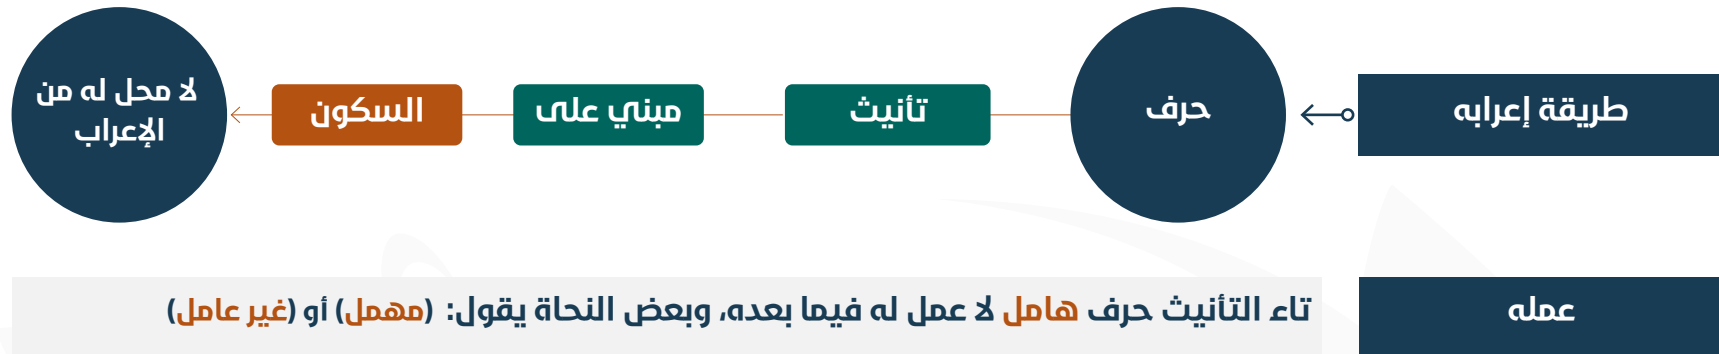 طريقة إعرابه
حرف
تأنيث
مبني على
السكون
لا محل له من
الإعراب
عمله
تاء التأنيث حرف هامل لا عمل له فيما بعده، وبعض النحاة يقول: (مهمل) أو (غير عامل)